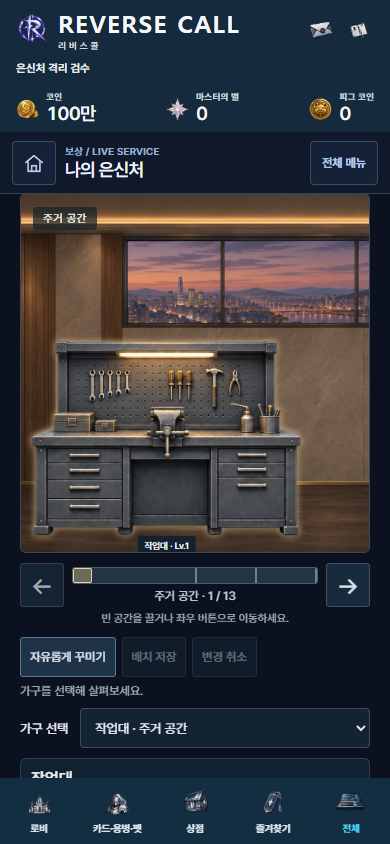 REVERSE CALL
리버스콜
은신처 격리 검수
코인
100만
마스터의 별
0
피그 코인
0
보상 / LIVE SERVICE
나의 은신처
전체 메뉴
주거 공간
작업대 · Lv.1
주거 공간 · 1 / 13
빈 공간을 끌거나 좌우 버튼으로 이동하세요.
자유롭게 꾸미기
배치 저장
변경 취소
가구를 선택해 살펴보세요.
가구 선택
작업대 · 주거 공간
작업대
로비
카드·용병·펫
상점
즐겨찾기
전체